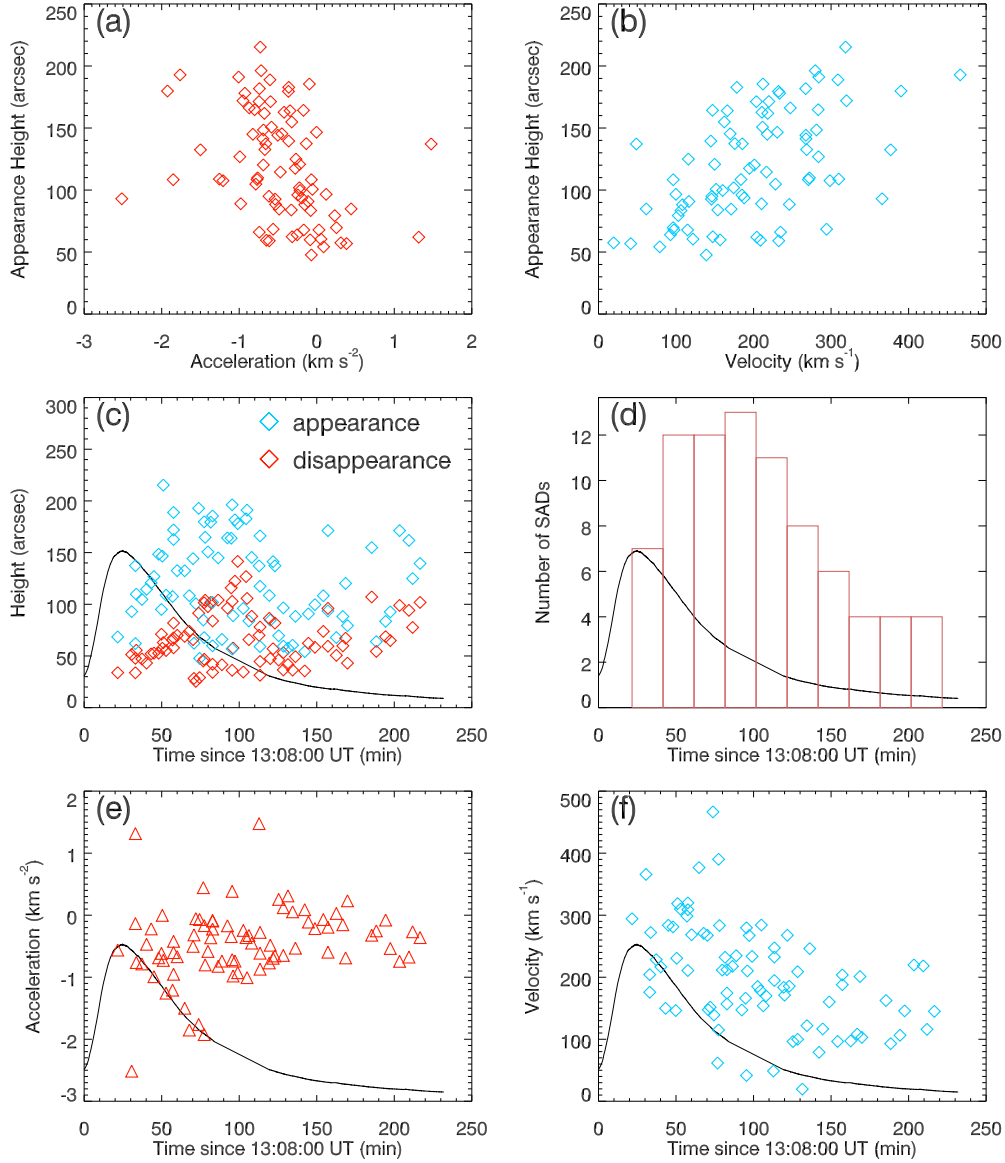 (a)
Appearance Height (arcsec)
250
200
150
100
50
0
-3 -2 -1 0 1 2
Acceleration (km s-2)
(b)
Appearance Height (arcsec)
250
200
150
100
50
0
0 100 200 300 400 500
Velocity (km s-1)
(c)
appearance
disappearance
Height (arcsec)
300
250
200
150
100
50
0
0 50 100 150 200 250
Time since 13:08:00 UT (min)
(d)
Number of SADs
12
10
8
6
4
2
0
0 50 100 150 200 250
Time since 13:08:00 UT (min)
(e)
Acceleration (km s-2)
2
1
0
-1
-2
-3
0 50 100 150 200 250
Time since 13:08:00 UT (min)
(f)
Velocity (km s-1)
500
400
300
200
100
0
0 50 100 150 200 250
Time since 13:08:00 UT (min)